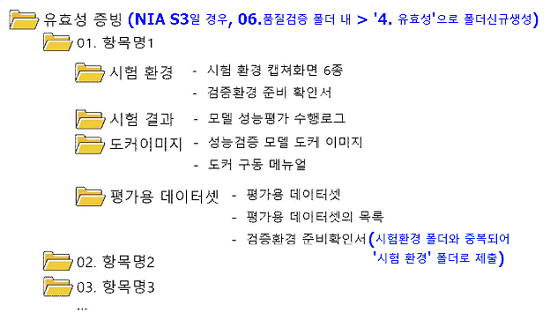 유효성 증빙 (NIA S3일 경우, 06.품질검증 폴더 내 > '4. 유효성'으로 폴더신규생성)
01. 항목명1
시험 환경 - 시험 환경 캡쳐화면 6종
- 검증환경 준비 확인서
시험 결과 - 모델 성능평가 수행로그
도커이미지 - 성능검증 모델 도커 이미지
- 도커 구동 메뉴얼
평가용 데이터셋 - 평가용 데이터셋
- 평가용 데이터셋의 목록
- 검증환경 준비확인서(시험환경 폴더와 중복되어
'시험 환경' 폴더로 제출)
02. 항목명2
03. 항목명3
...